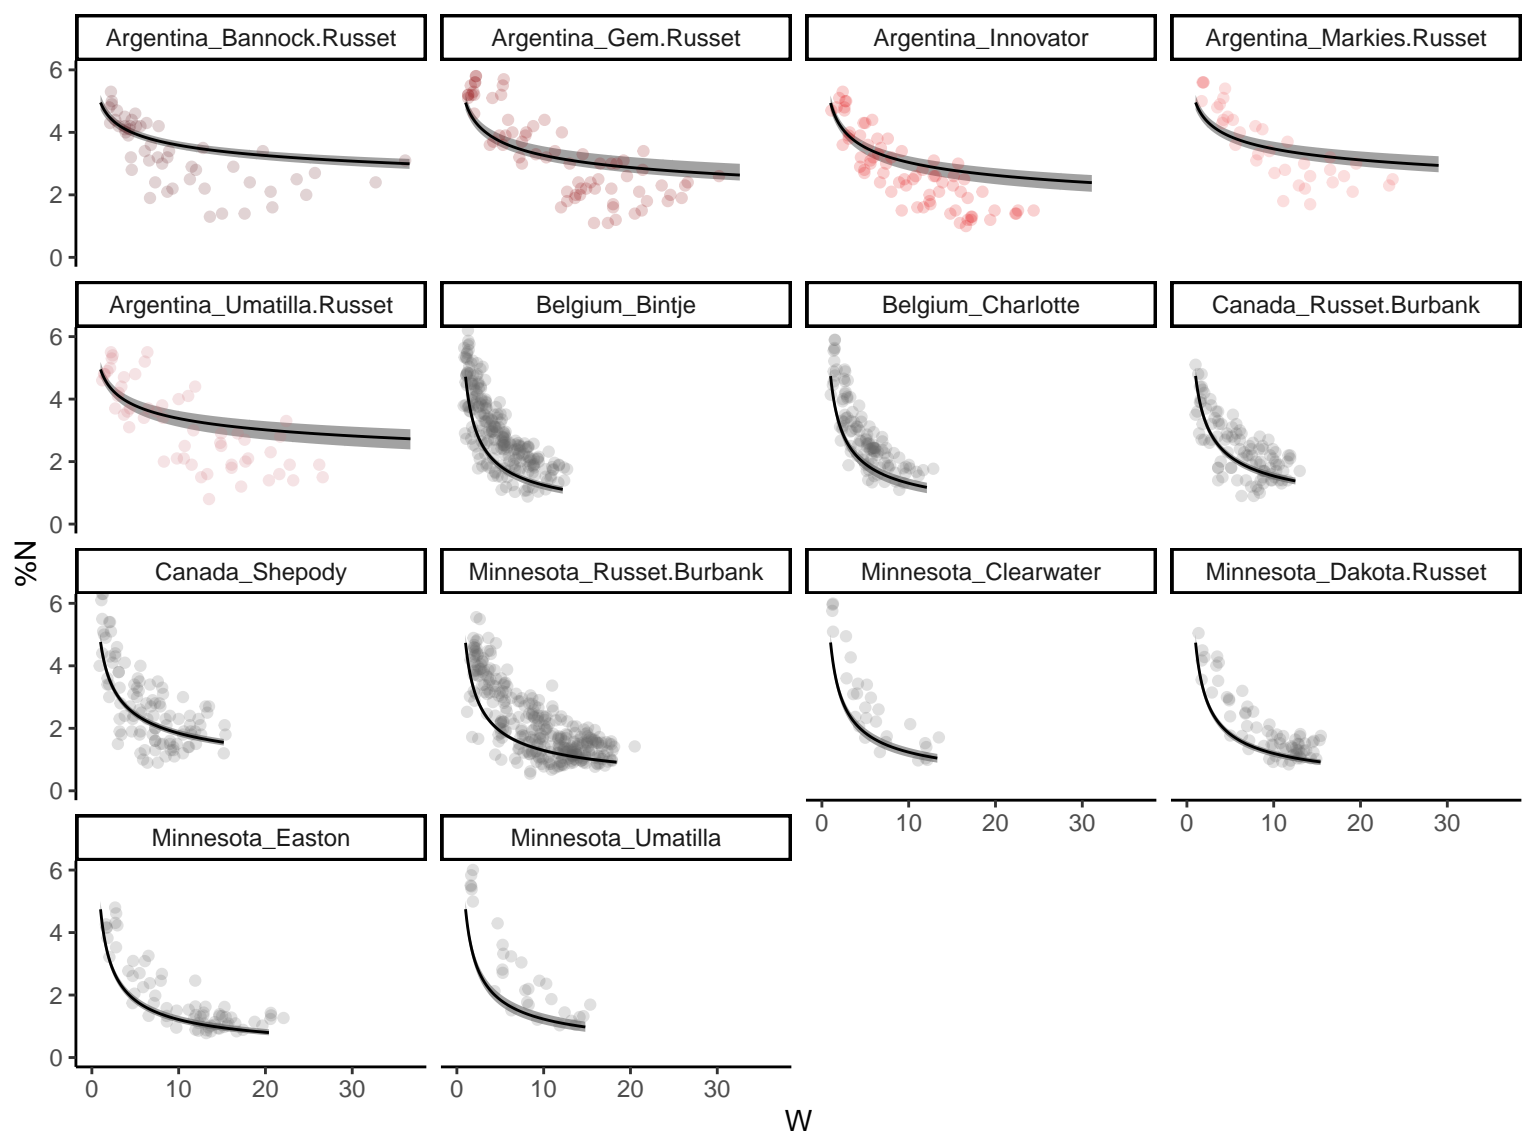 Argentina_Bannock.Russet
Argentina_Gem.Russet
Argentina_Innovator
Argentina_Markies.Russet
6
4
2
0
Argentina_Umatilla.Russet
Belgium_Bintje
Belgium_Charlotte
Canada_Russet.Burbank
6
4
2
0
%N
Canada_Shepody
Minnesota_Russet.Burbank
Minnesota_Clearwater
Minnesota_Dakota.Russet
6
4
2
0
0 10 20 30
0 10 20 30
Minnesota_Easton
Minnesota_Umatilla
6
4
2
0
0 10 20 30
0 10 20 30
W